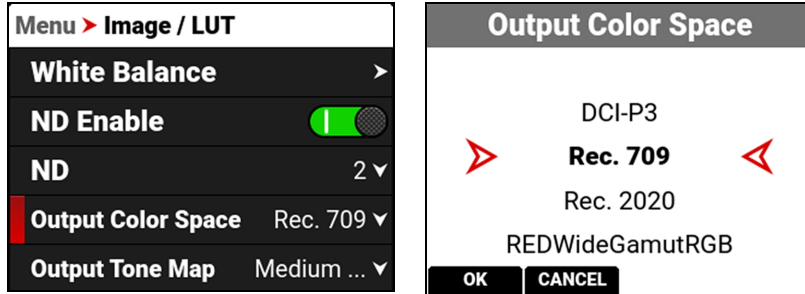 Menu > Image / LUT
White Balance
ND Enable
ND 2
Output Color Space Rec. 709
Output Tone Map Medium ...
Output Color Space
DCI-P3
Rec. 709
Rec. 2020
REDWideGamutRGB
OK CANCEL